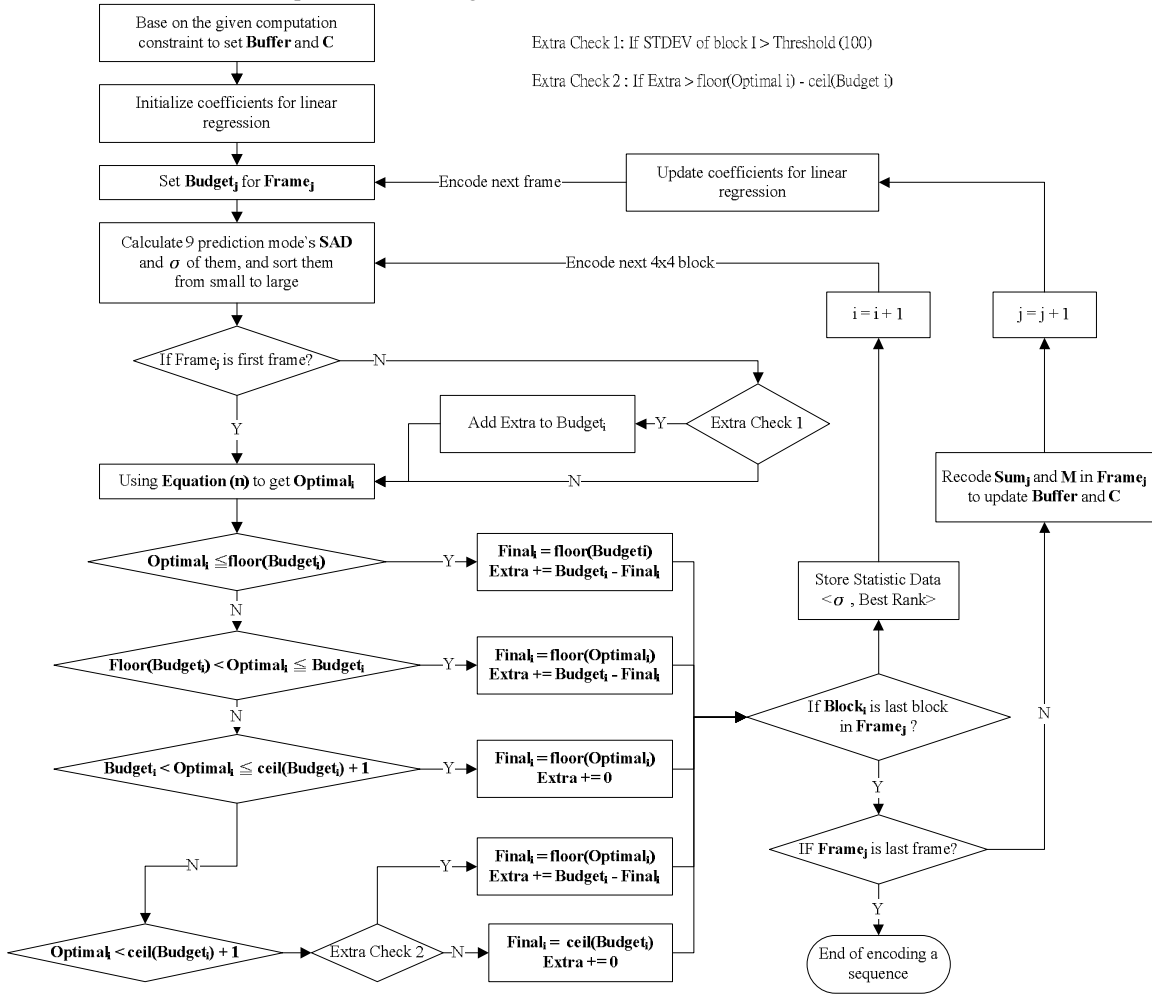 Base on the given computation
constraint to set Buffer and C
Extra Check 1: If STDEV of block I > Threshold (100)
Extra Check 2 : If Extra > floor(Optimal i) - ceil(Budget i)
Initialize coefficients for linear
regression
Set Budgetj for Framej
Encode next frame
Update coefficients for linear
regression
Calculate 9 prediction mode`s SAD
and σ of them, and sort them
from small to large
Encode next 4x4 block
i = i + 1
j = j + 1
If Framej is first frame?
N
Y
Add Extra to Budgeti
Y
Extra Check 1
N
Using Equation (n) to get Optimali
Recode Sumj and M in Framej
to update Buffer and C
Optimali ≦floor(Budgeti)
Y
Finali = floor(Budgeti)
Extra += Budgeti - Finali
N
Store Statistic Data
<σ , Best Rank>
Floor(Budgeti) < Optimali ≦ Budgeti
Y
Finali = floor(Optimali)
Extra += Budgeti - Finali
N
If Blocki is last block
in Framej ?
N
Budgeti < Optimali ≦ ceil(Budgeti) + 1
Y
Finali = floor(Optimali)
Extra += 0
Y
N
Y
Finali = floor(Optimali)
Extra += Budgeti - Finali
IF Framej is last frame?
Y
Optimali < ceil(Budgeti) + 1
Extra Check 2
N
Finali = ceil(Budgeti)
Extra += 0
End of encoding a
sequence